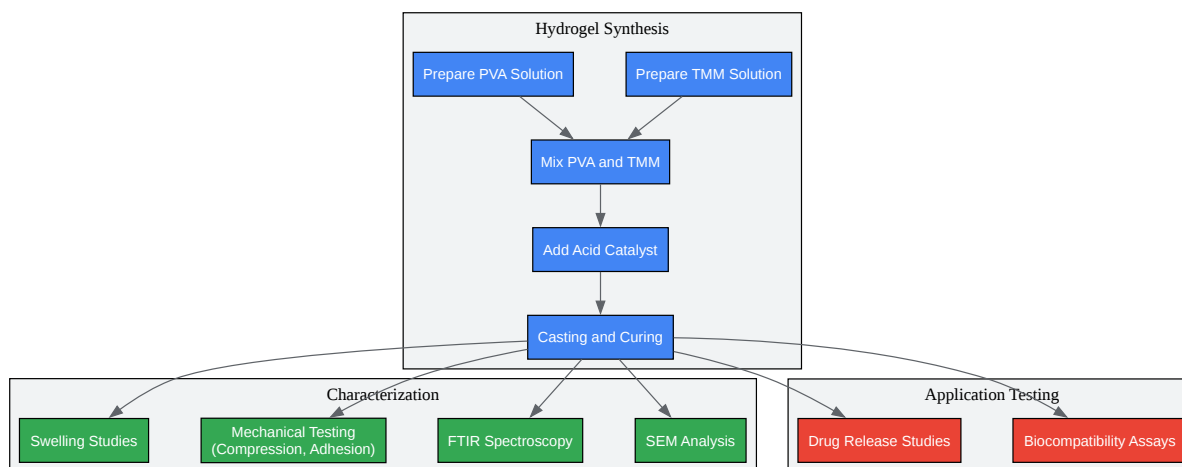 Hydrogel Synthesis
Prepare PVA Solution
Prepare TMM Solution
Mix PVA and TMM
Add Acid Catalyst
Casting and Curing
Characterization
Application Testing
Swelling Studies
Mechanical Testing
(Compression, Adhesion)
FTIR Spectroscopy
SEM Analysis
Drug Release Studies
Biocompatibility Assays